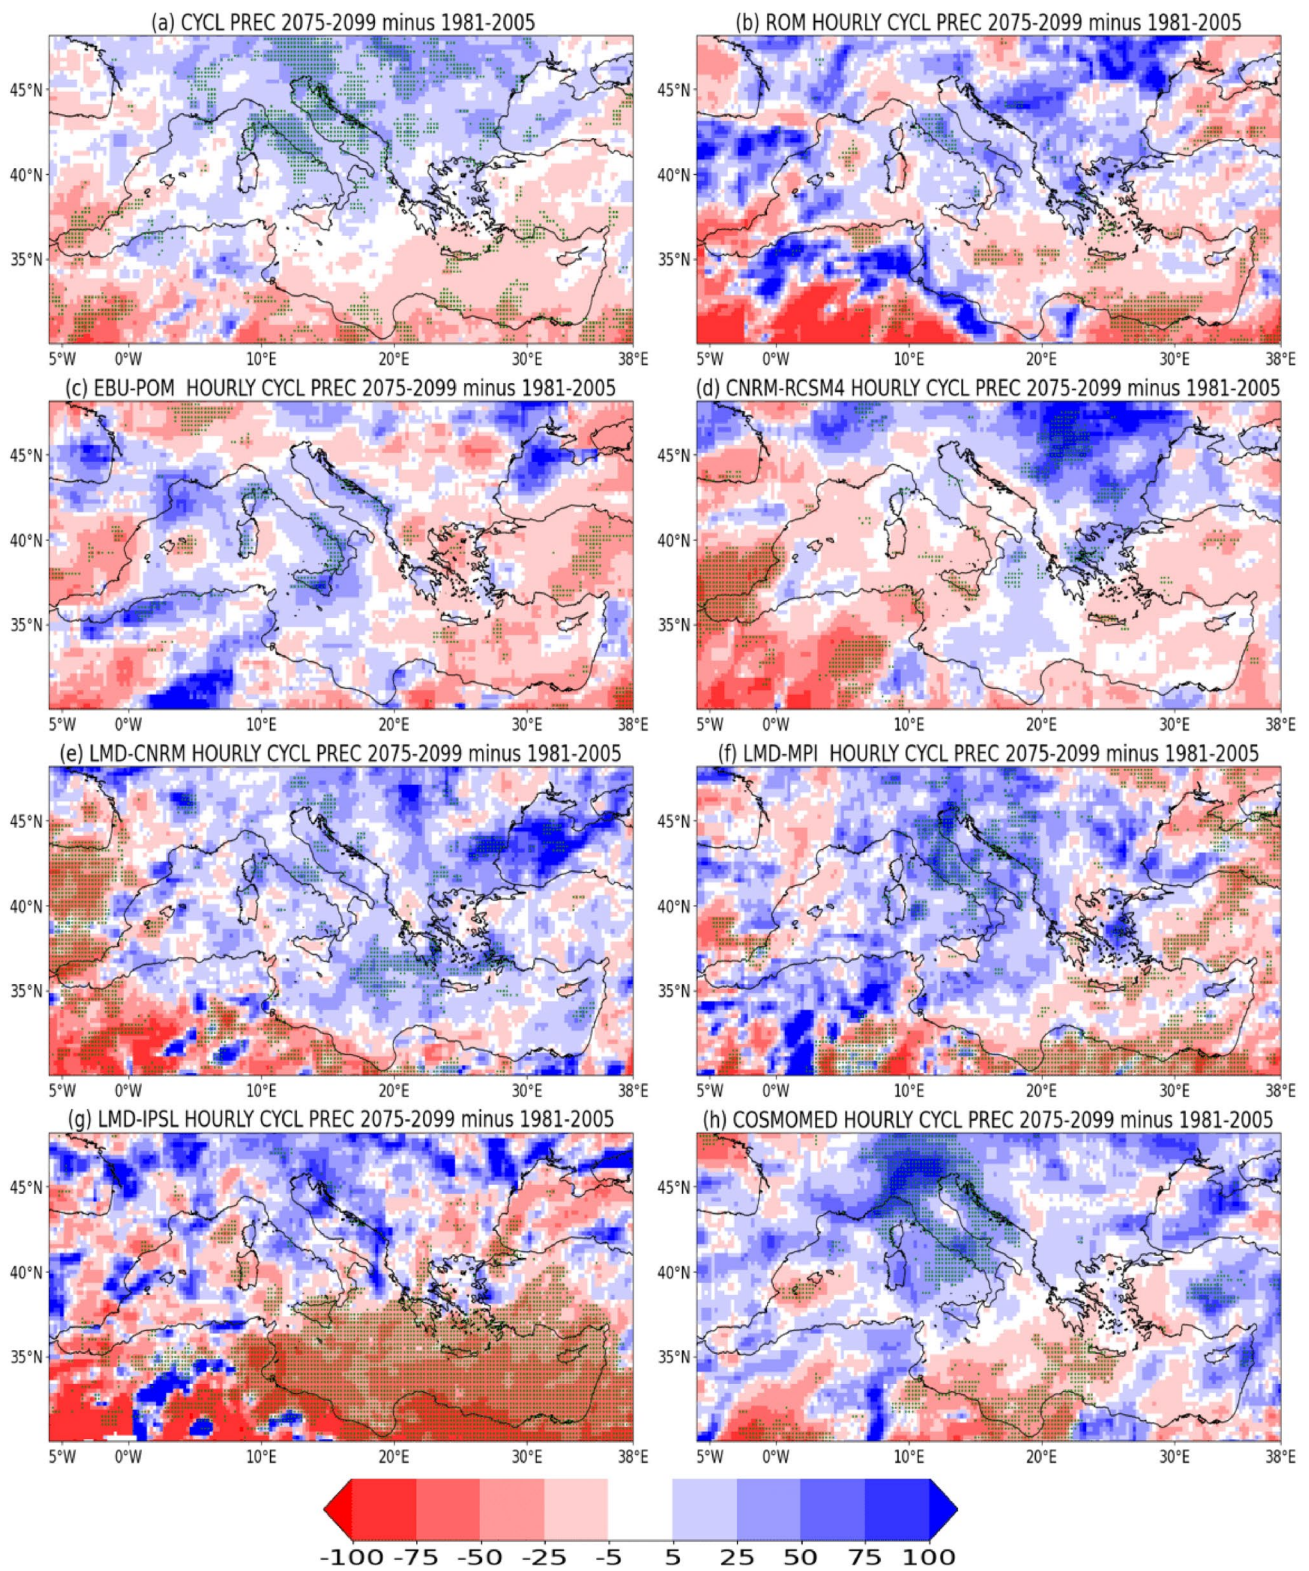 (a) CYCL PREC 2075-2099 minus 1981-2005
(b) ROM HOURLY CYCL PREC 2075-2099 minus 1981-2005
45°N
40°N
35°N
5°W 0°W 10°E 20°E 30°E 38°E
45°N
40°N
35°N
5°W 0°W 10°E 20°E 30°E 38°E
(c) EBU-POM HOURLY CYCL PREC 2075-2099 minus 1981-2005
(d) CNRM-RCSM4 HOURLY CYCL PREC 2075-2099 minus 1981-2005
45°N
40°N
35°N
5°W 0°W 10°E 20°E 30°E 38°E
45°N
40°N
35°N
5°W 0°W 10°E 20°E 30°E 38°E
(e) LMD-CNRM HOURLY CYCL PREC 2075-2099 minus 1981-2005
(f) LMD-MPI HOURLY CYCL PREC 2075-2099 minus 1981-2005
45°N
40°N
35°N
5°W 0°W 10°E 20°E 30°E 38°E
45°N
40°N
35°N
5°W 0°W 10°E 20°E 30°E 38°E
(g) LMD-IPSL HOURLY CYCL PREC 2075-2099 minus 1981-2005
(h) COSMOMED HOURLY CYCL PREC 2075-2099 minus 1981-2005
45°N
40°N
35°N
5°W 0°W 10°E 20°E 30°E 38°E
45°N
40°N
35°N
5°W 0°W 10°E 20°E 30°E 38°E
-100 -75 -50 -25 -5 5 25 50 75 100